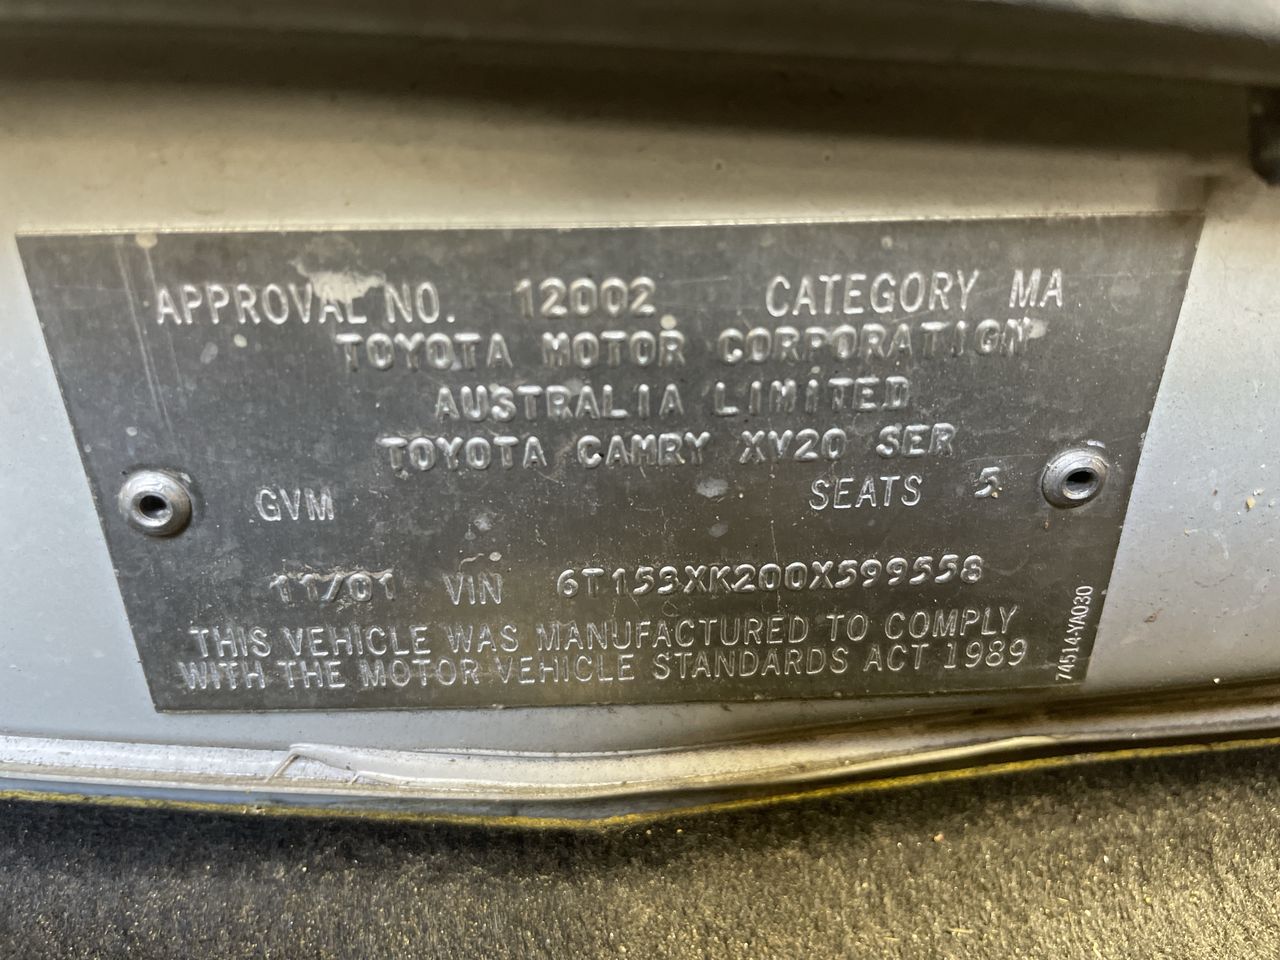 APPROVAL NO. 12002 CATEGORY MA
TOYOTA MOTOR CORPORATION
AUSTRALIA LIMITED
TOYOTA CAMRY XV20 SER
GVM SEATS 5
11/01 VIN 6T153XK200X599558
THIS VEHICLE WAS MANUFACTURED TO COMPLY
WITH THE MOTOR VEHICLE STANDARDS ACT 1989
74514-YA030